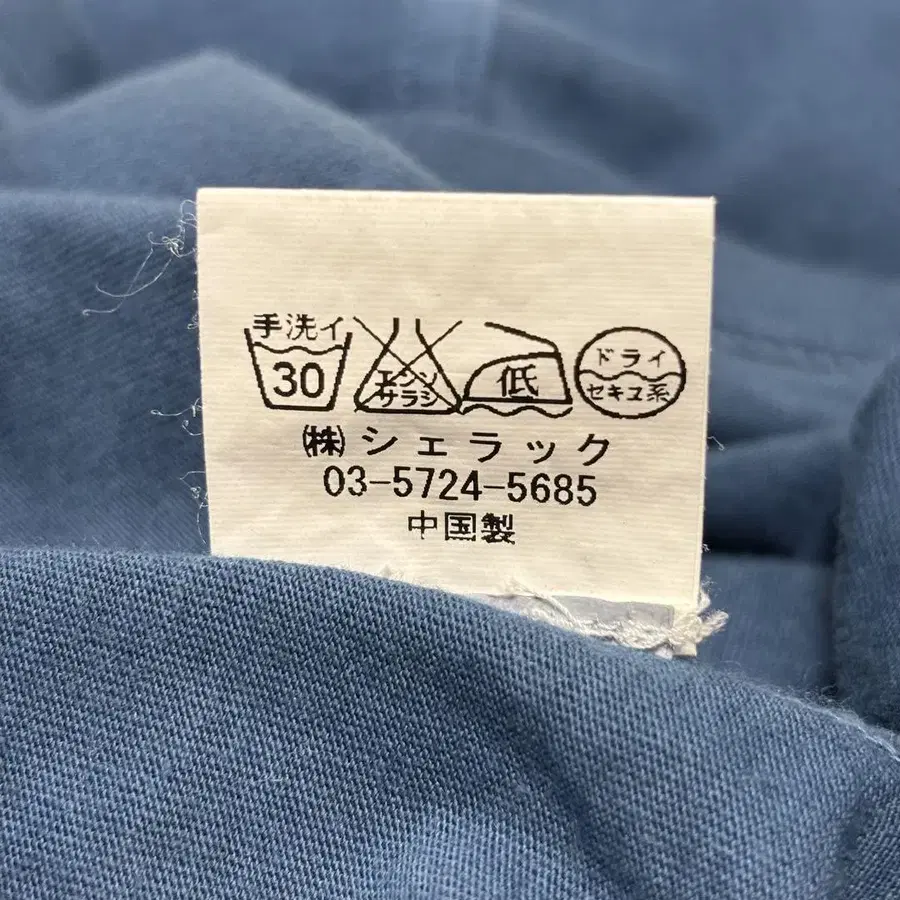 手洗イ
30
エンソ
サラシ
低
ドライ
セキユ系
㈱シェラック
03-5724-5685
中国製